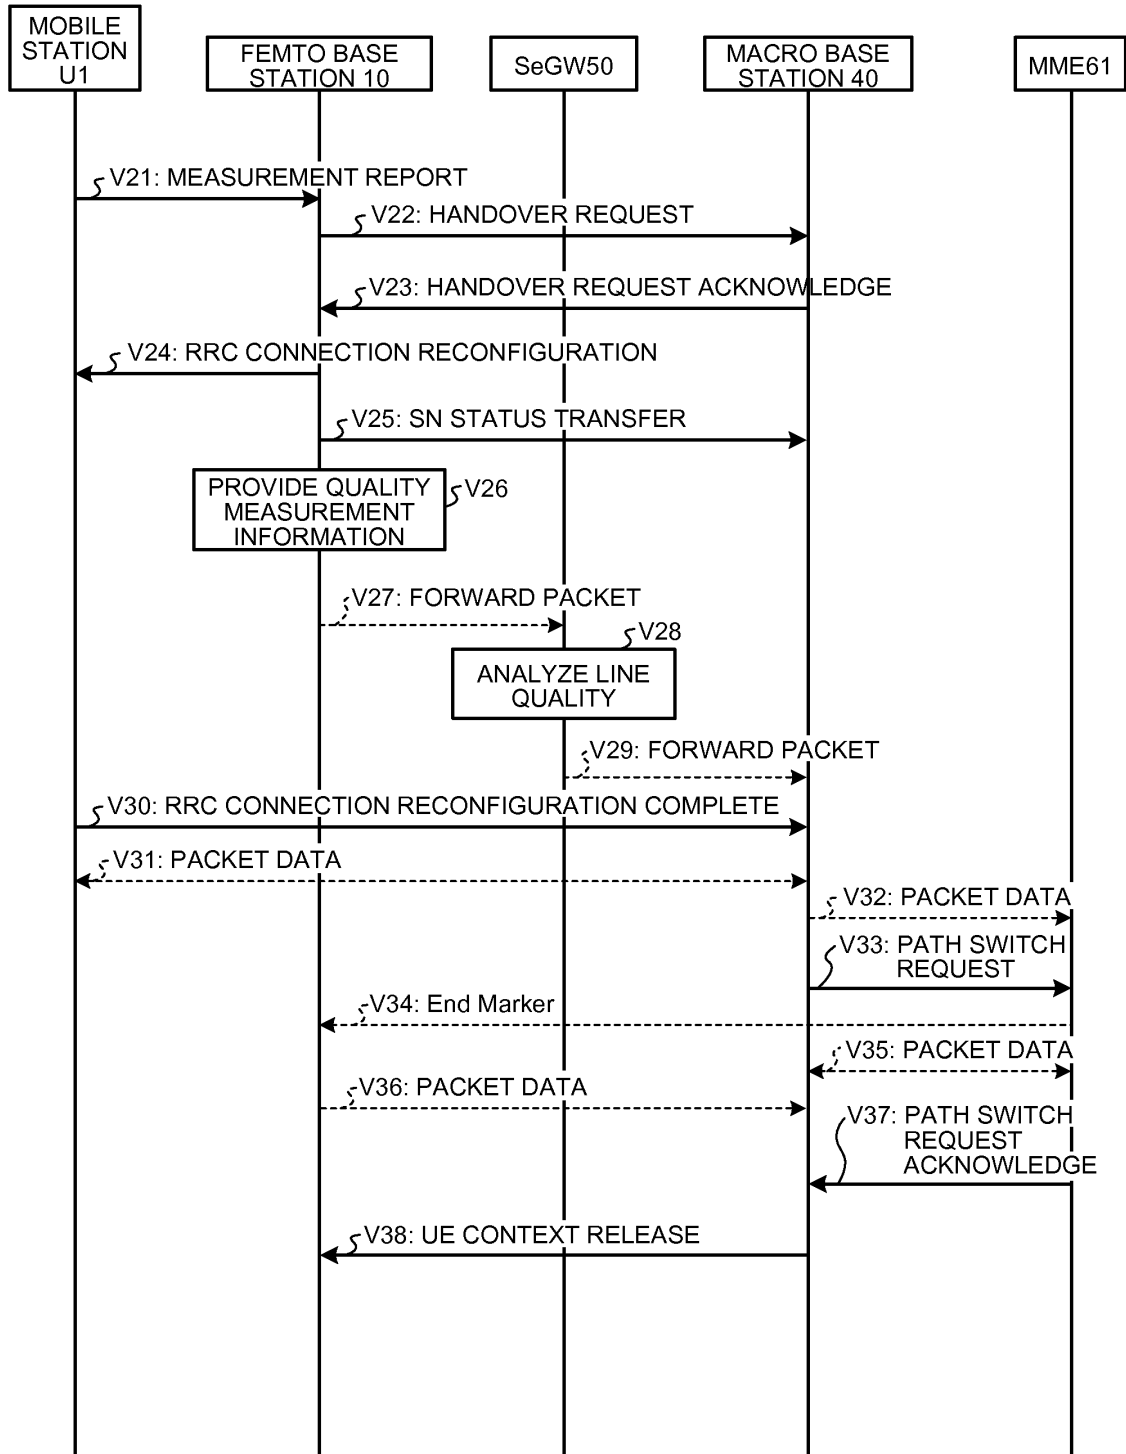 MOBILE
STATION
U1
FEMTO BASE
STATION 10
SeGW50
MACRO BASE
STATION 40
MME61
V21: MEASUREMENT REPORT
V22: HANDOVER REQUEST
V23: HANDOVER REQUEST ACKNOWLEDGE
V24: RRC CONNECTION RECONFIGURATION
V25: SN STATUS TRANSFER
PROVIDE QUALITY
MEASUREMENT
INFORMATION
V26
V27: FORWARD PACKET
V28
ANALYZE LINE
QUALITY
V29: FORWARD PACKET
V30: RRC CONNECTION RECONFIGURATION COMPLETE
V31: PACKET DATA
V32: PACKET DATA
V33: PATH SWITCH
REQUEST
V34: End Marker
V35: PACKET DATA
V36: PACKET DATA
V37: PATH SWITCH
REQUEST
ACKNOWLEDGE
V38: UE CONTEXT RELEASE